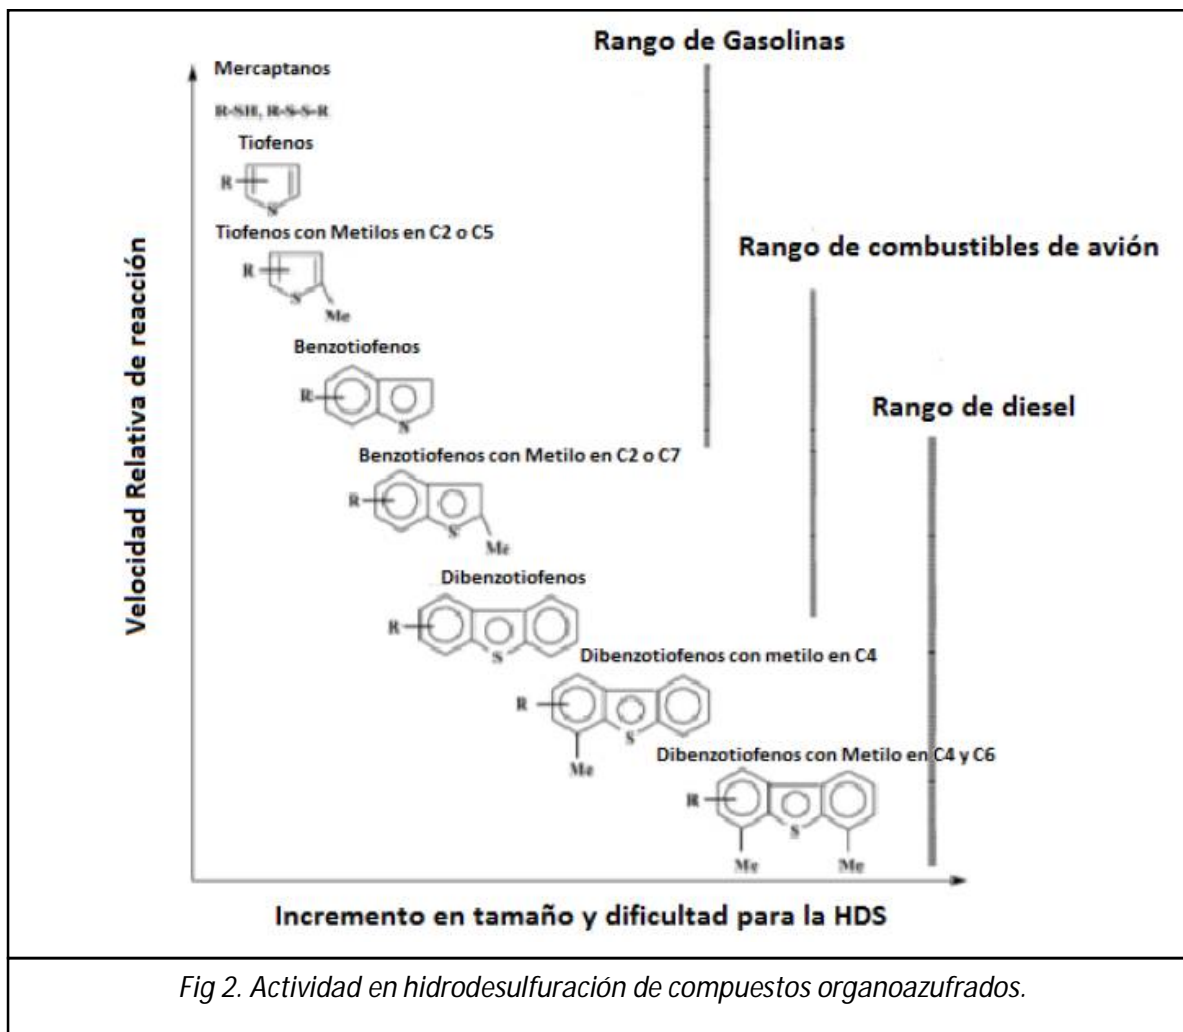 Rango de Gasolinas
Mercaptanos
R-SH, R-S-S-R
Tiofenos
R
S
Tiofenos con Metilos en C2 o C5
R
S
Me
Rango de combustibles de avión
Benzotiofenos
R
S
Rango de diesel
Benzotiofenos con Metilo en C2 o C7
R
S
Me
Dibenzotiofenos
R
S
Dibenzotiofenos con metilo en C4
R
S
Me
Dibenzotiofenos con Metilo en C4 y C6
R
S
Me Me
Velocidad Relativa de reacción
Incremento en tamaño y dificultad para la HDS
Fig 2. Actividad en hidrodesulfuración de compuestos organoazufrados.